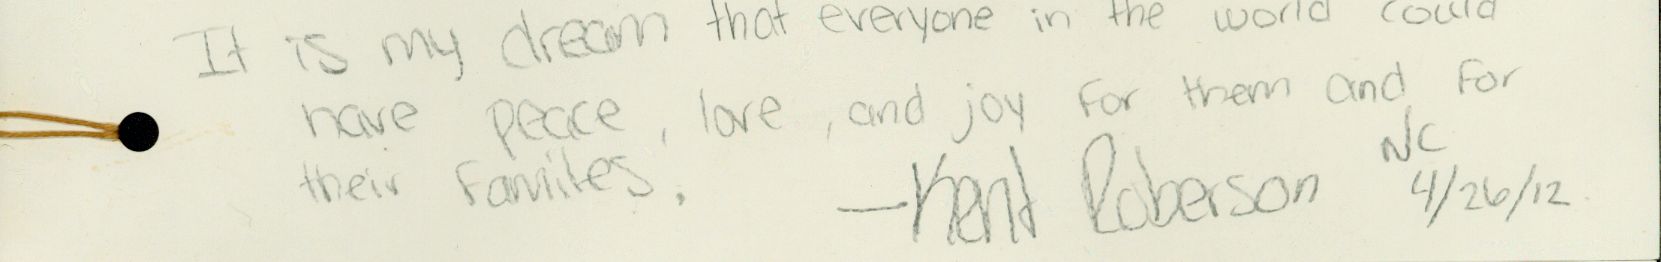 It is my dream that everyone in the world could
have peace, love, and joy for them and for
their familes.
—Kent Roberson NC
4/26/12